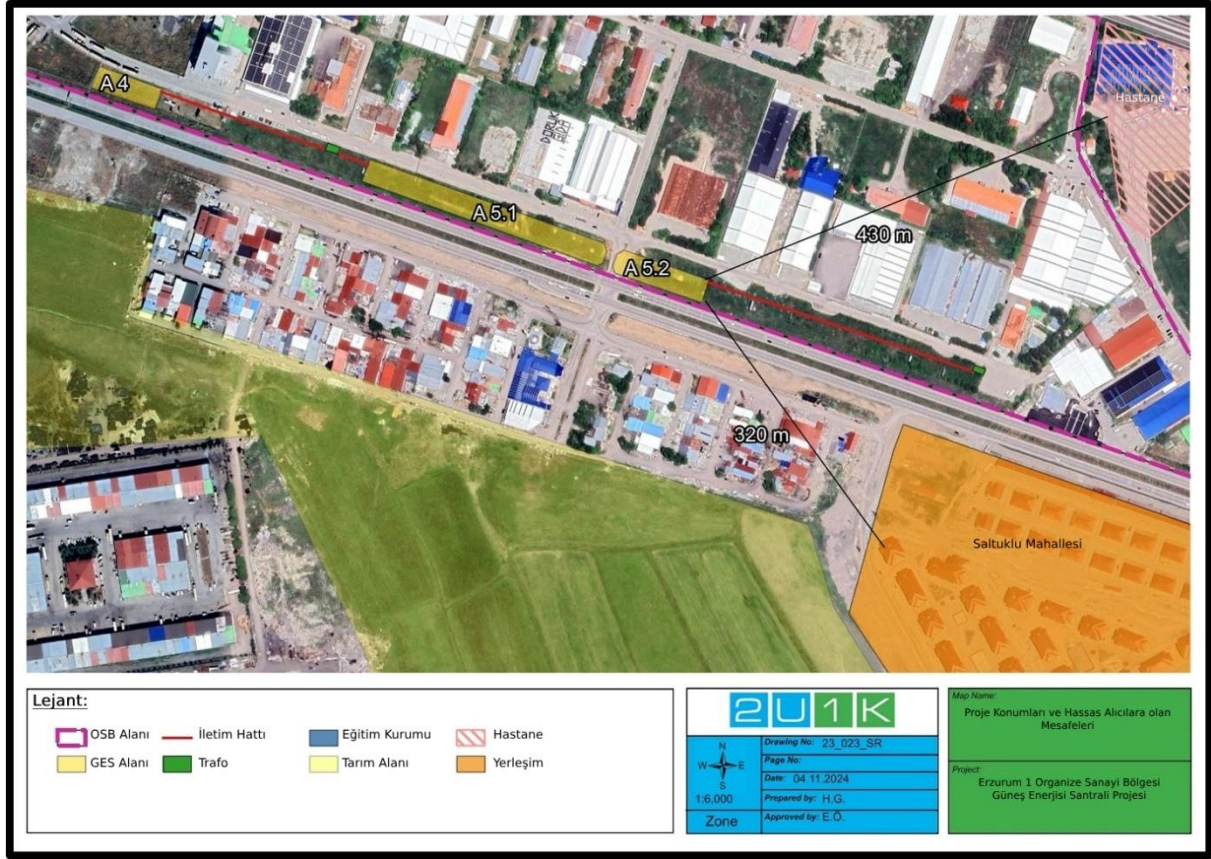 A 4
A 5.1
A 5.2
430 m
320 m
Hastane
DORUK
GIDA
Saltuklu Mahallesi
Lejant:
OSB Alanı
İletim Hattı
Eğitim Kurumu
Hastane
GES Alanı
Trafo
Tarım Alanı
Yerleşim
2U1K
N
W
E
S
1:6,000
Zone
Drawing No: 23_023_SR
Page No:
Date: 04.11.2024
Prepared by: H.G.
Approved by: E.Ö.
Map Name:
Proje Konumları ve Hassas Alıcılara olan
Mesafeleri
Project:
Erzurum 1 Organize Sanayi Bölgesi
Güneş Enerjisi Santrali Projesi